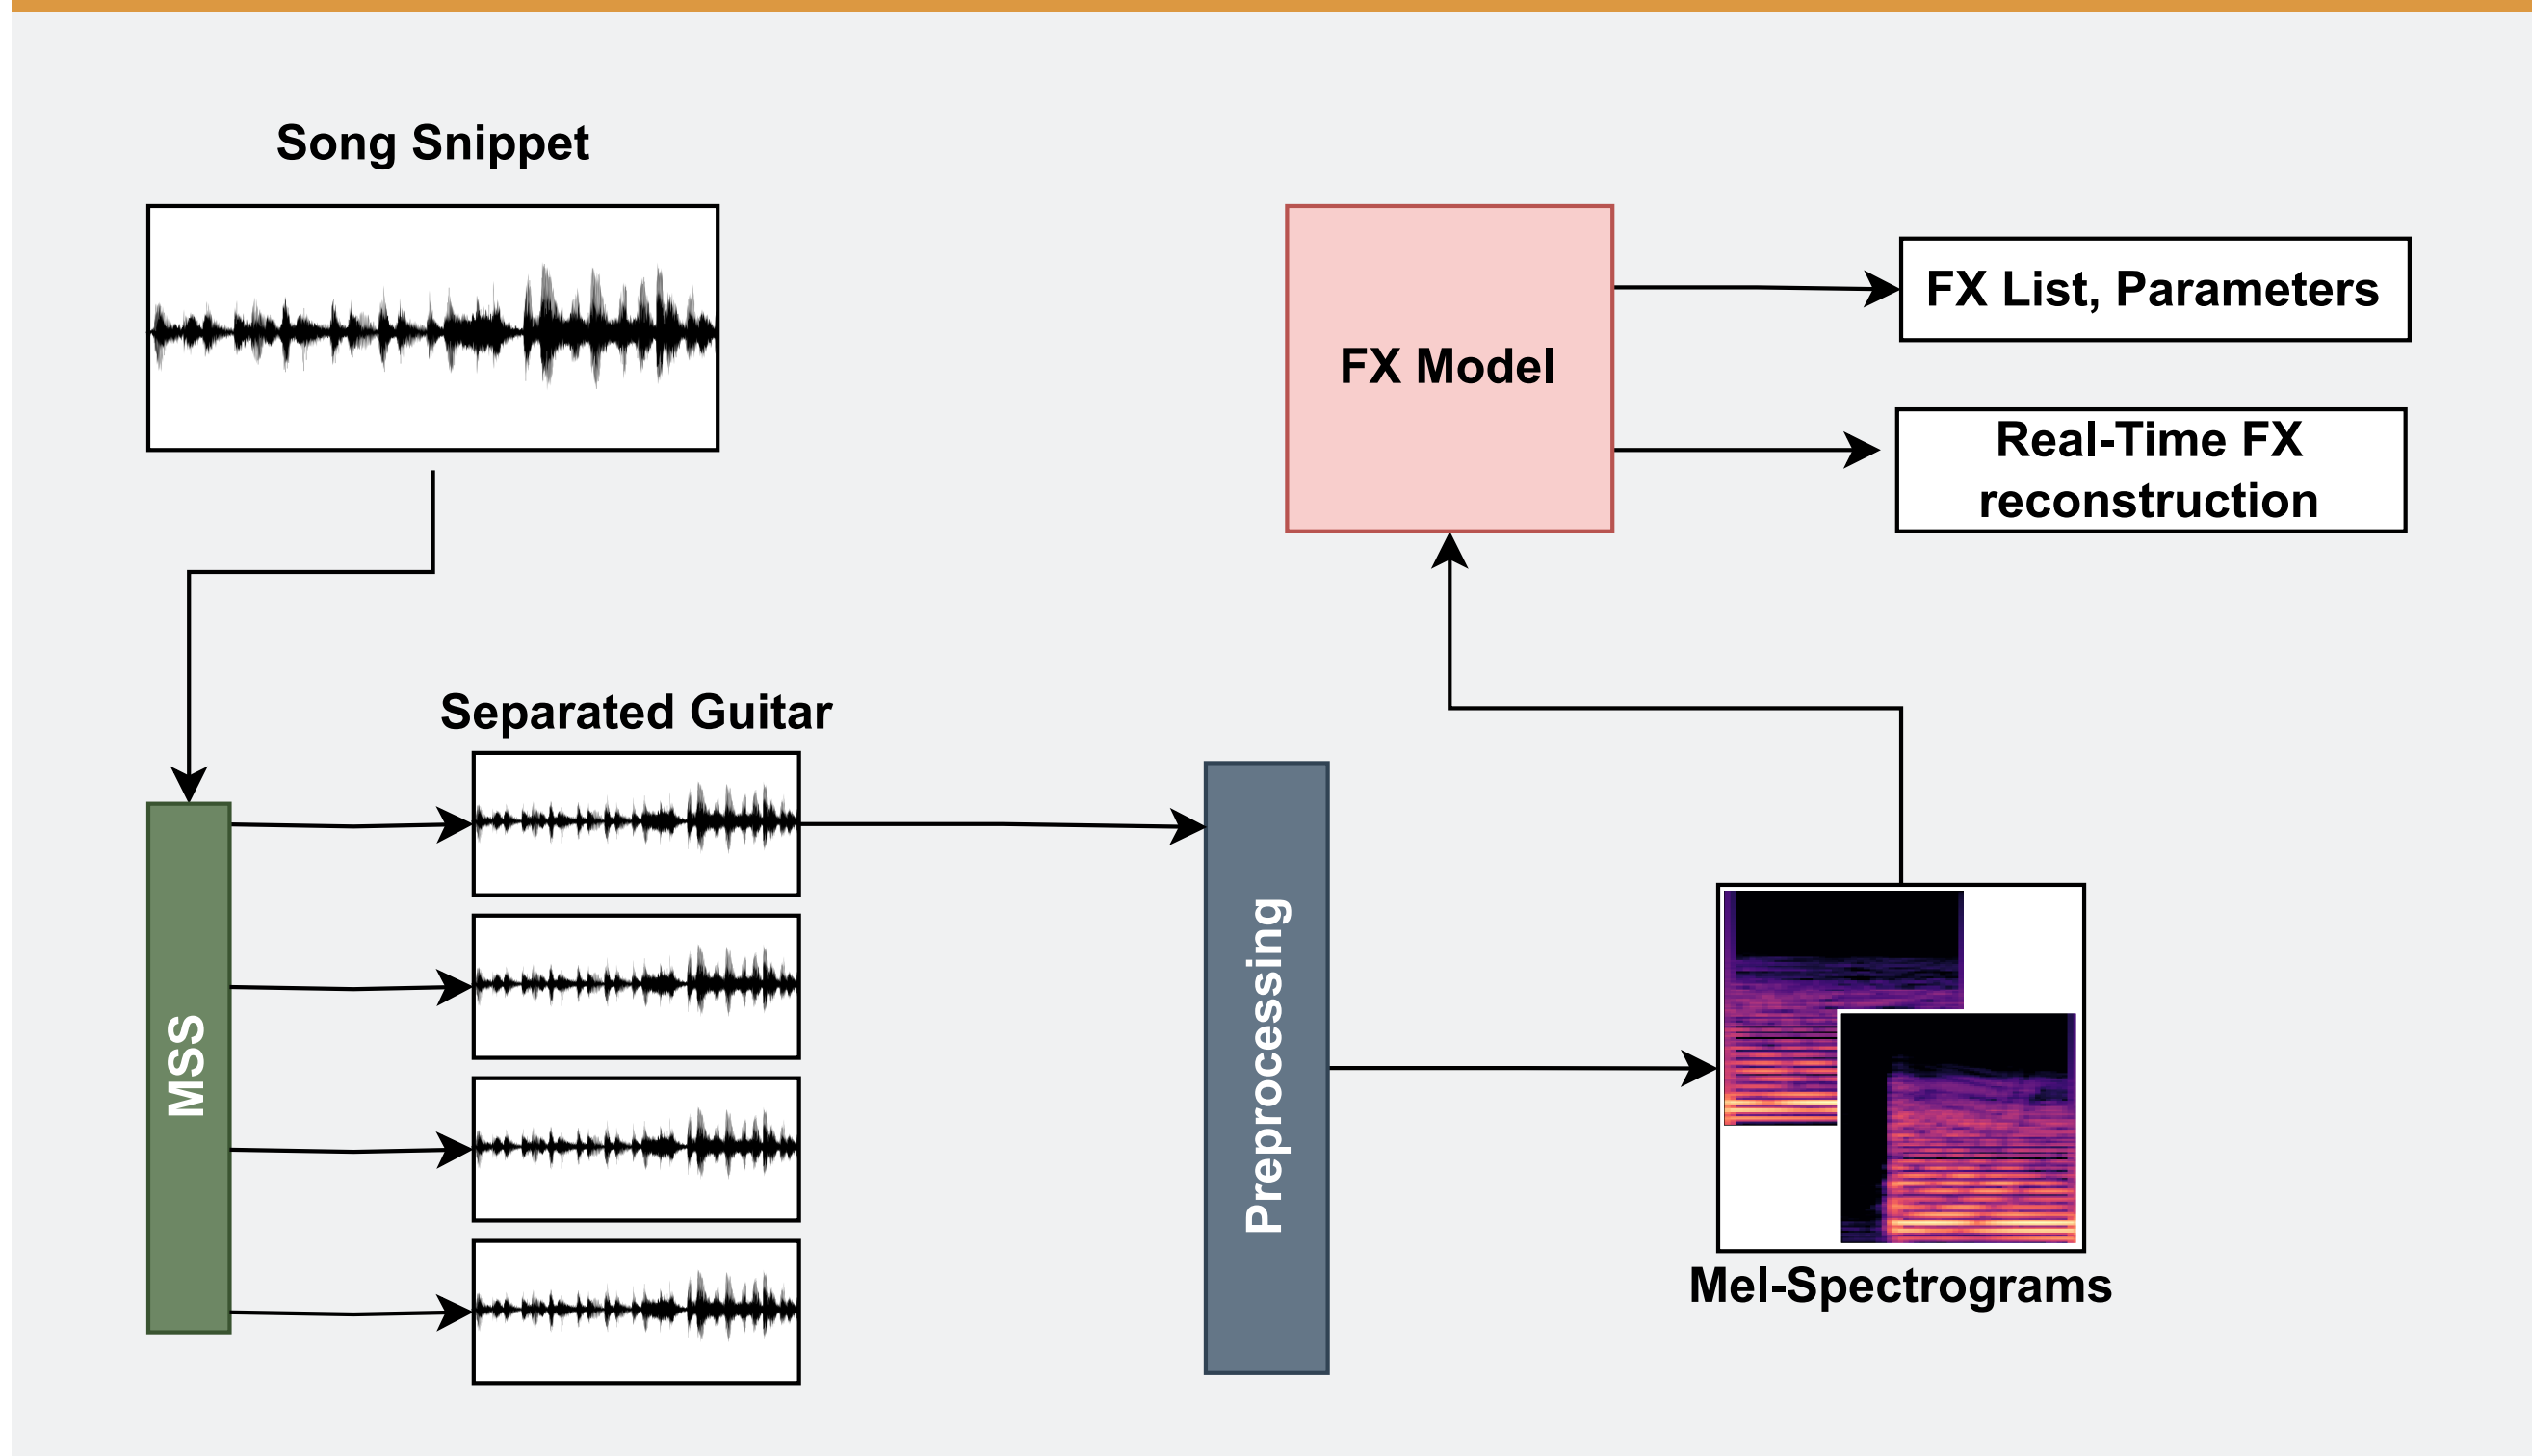 Song Snippet
FX Model
FX List, Parameters
Real-Time FX
reconstruction
Separated Guitar
MSS
Preprocessing
Mel-Spectrograms